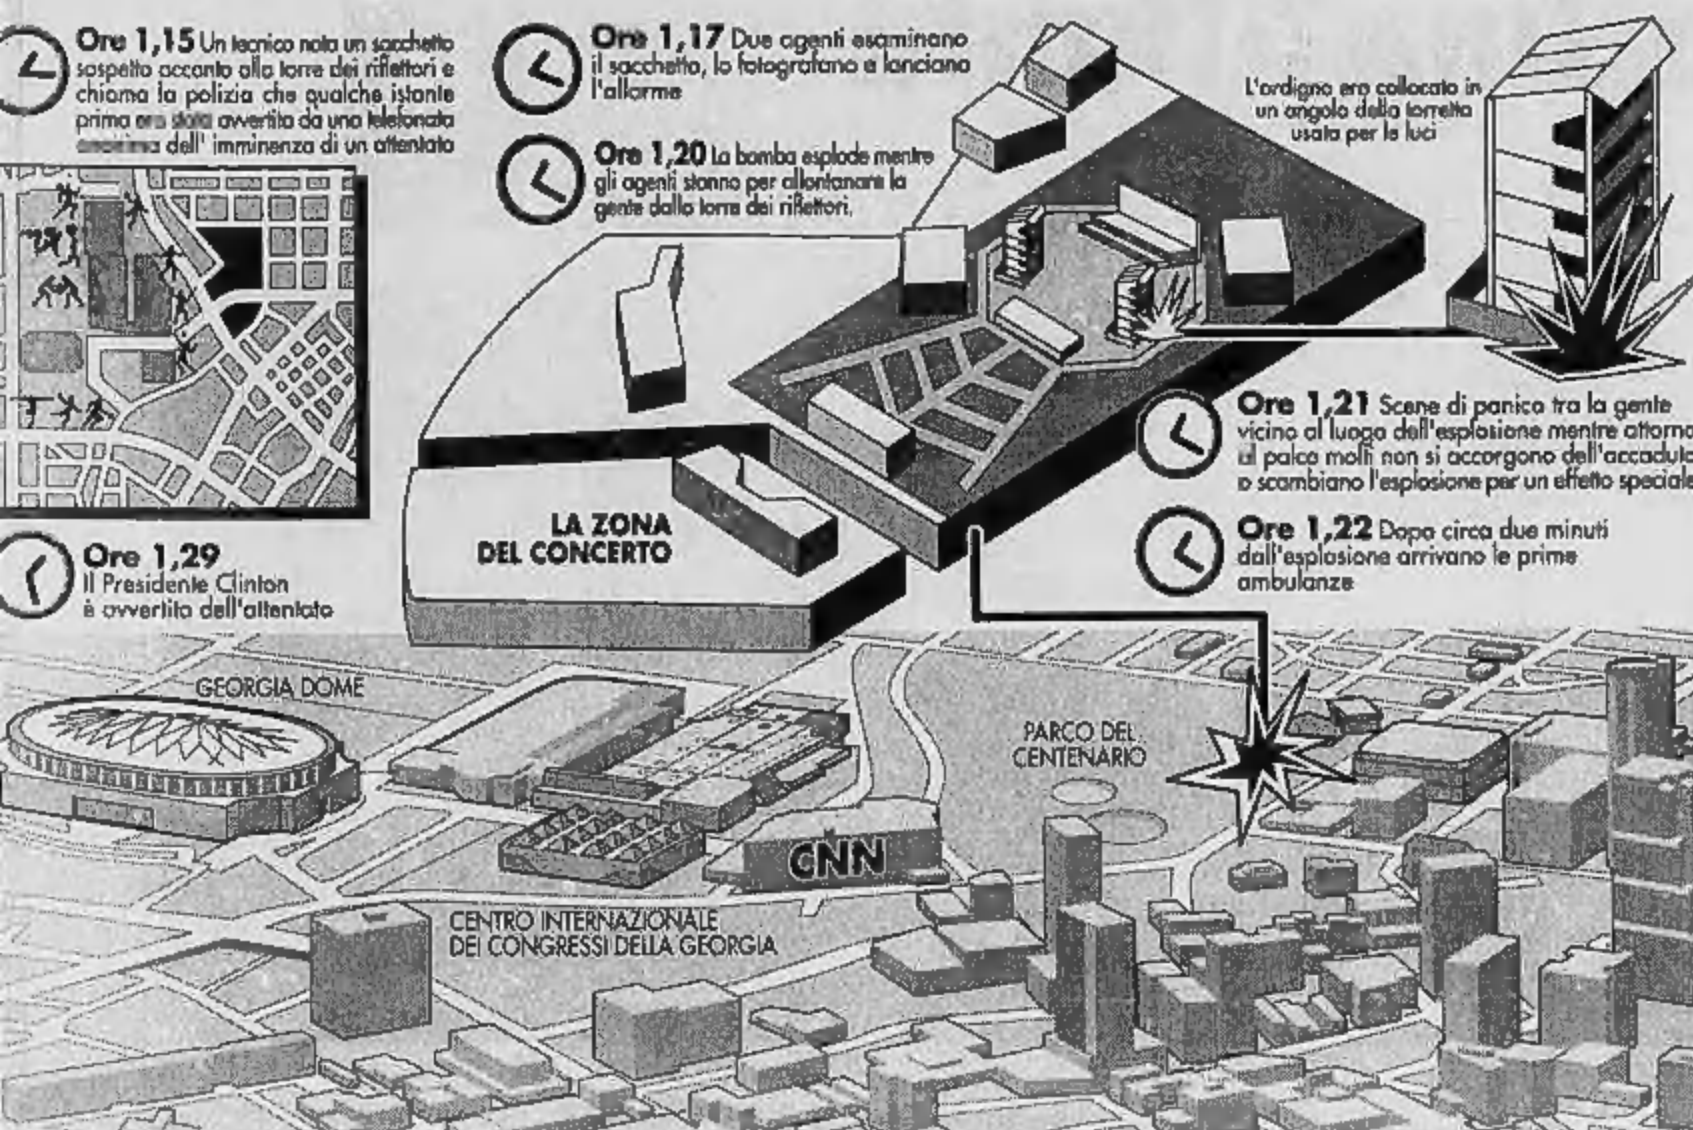 Ore 1,15 Un tecnico nota un sacchetto
sospetto accanto alla torre dei riflettori e
chiama la polizia che qualche istante
prima era stata avvertita da una telefonata
anonima dell' imminenza di un attentato
Ore 1,17 Due agenti esaminano
il sacchetto, lo fotografano e lanciano
l'allarme
Ore 1,20 La bomba esplode mentre
gli agenti stanno per allontanare la
gente dalla torre dei riflettori.
L'ordigno era collocato in
un angolo della torretta
usata per le luci
Ore 1,21 Scene di panico tra la gente
vicino al luogo dell'esplosione mentre attorno
al palco molti non si accorgono dell'accaduto
o scambiano l'esplosione per un effetto speciale
Ore 1,22 Dopo circa due minuti
dall'esplosione arrivano le prime
ambulanze
Ore 1,29
Il Presidente Clinton
è avvertito dell'attentato
LA ZONA
DEL CONCERTO
GEORGIA DOME
PARCO DEL
CENTENARIO
CNN
CENTRO INTERNAZIONALE
DEI CONGRESSI DELLA GEORGIA